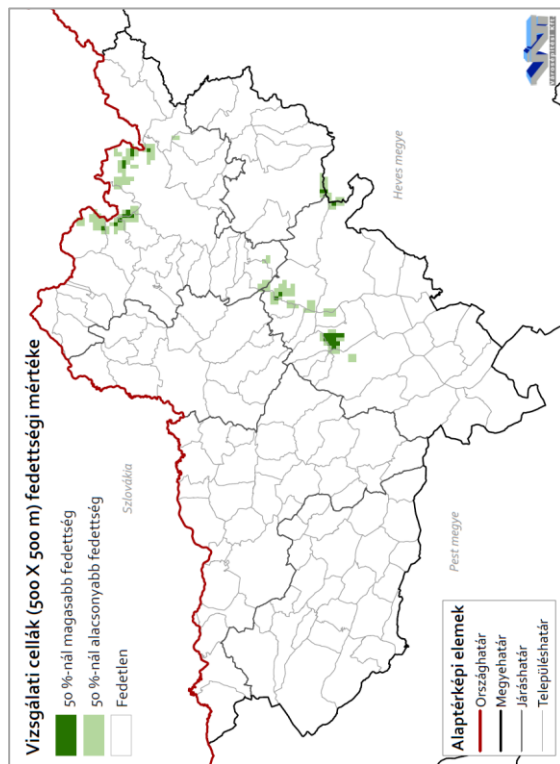 Vizsgálati cellák (500 X 500 m) fedettségi mértéke
50 %-nál magasabb fedettség
50 %-nál alacsonyabb fedettség
Fedetlen
Szlovákia
Heves megye
Pest megye
Alaptérképi elemek
Országhatár
Megyehatár
Járáshatár
Településhatár